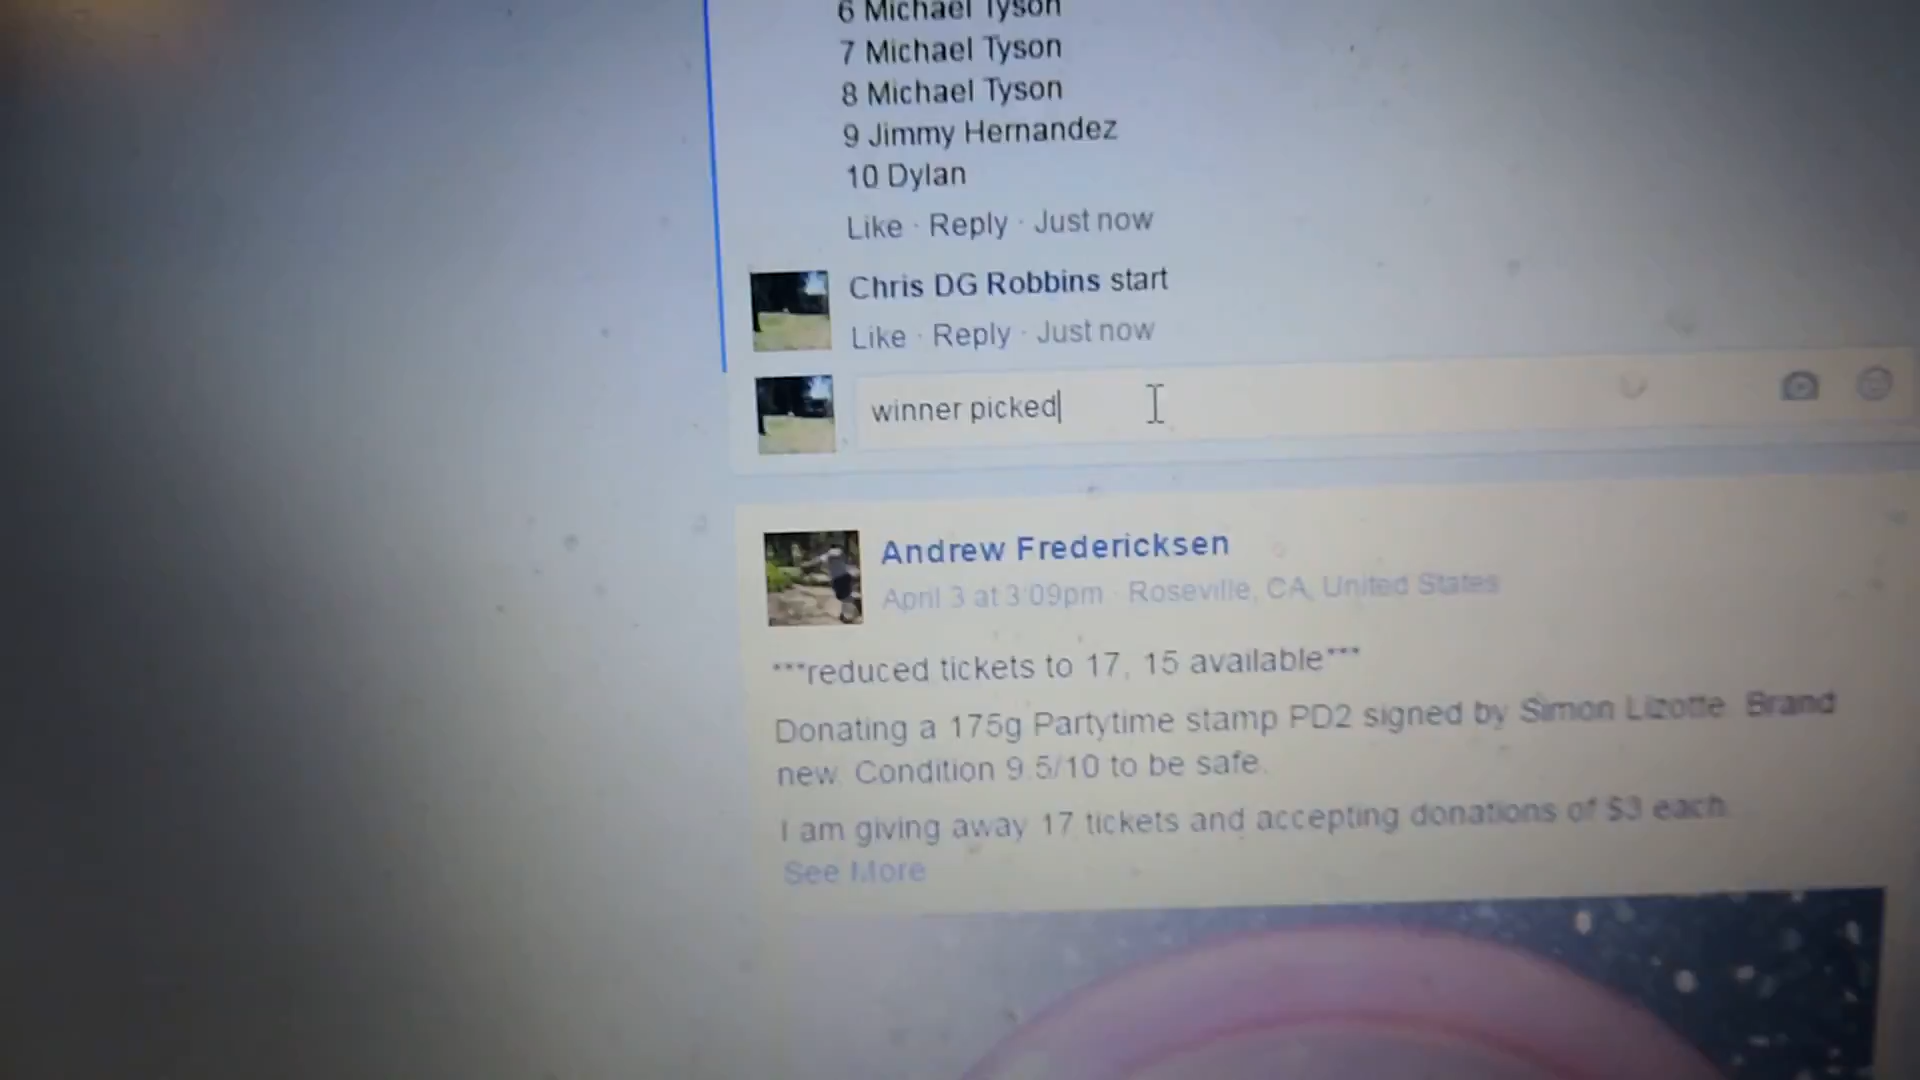 6 Michael Tyson
7 Michael Tyson
8 Michael Tyson
9 Jimmy Hernandez
10 Dylan
Like · Reply · Just now
Chris DG Robbins start
Like · Reply · Just now
winner picked
Andrew Fredericksen
April 3 at 3:09pm · Roseville, CA, United States
***reduced tickets to 17, 15 available***
Donating a 175g Partytime stamp PD2 signed by Simon Lizotte. Brand
new. Condition 9.5/10 to be safe.
I am giving away 17 tickets and accepting donations of $3 each.
See More